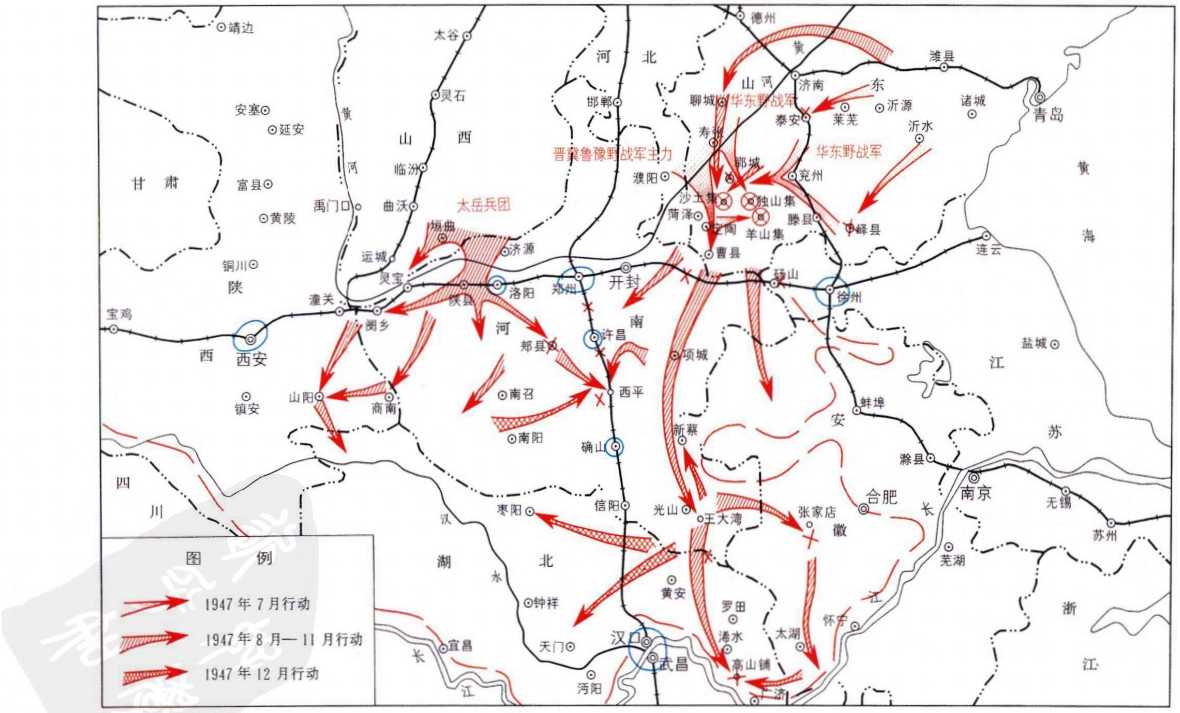 德州
靖边
太谷
黄
河 北
潍县
山 河 东
济南
灵石
邯郸
聊城
华东野战军
诸城
安塞
莱芜
沂源
青岛
黄
泰安
延安
山 西
寿张
沂水
河
晋冀鲁豫野战军主力
华东野战军
临汾
郓城
黄
甘 肃
富县
濮阳
兖州
禹门口
曲沃
太岳兵团
沙土集
独山集
黄陵
菏泽
滕县
垣曲
定陶
羊山集
峄县
海
运城
济源
曹县
连云
铜川
灵宝
开封
砀山
陕
洛阳
郑州
徐州
潼关
陕县
宝鸡
阌乡
河
南
许昌
西
西安
郏县
项城
盐城
江
镇安
山阳
商南
南召
西平
蚌埠
安
苏
南阳
确山
新蔡
滁县
四
川
合肥
南京
枣阳
信阳
光山
王大湾
张家店
长
无锡
汉
徽
苏州
图 例
湖
北
芜湖
水
黄安
江
浙
1947年7月行动
钟祥
罗田
怀宁
1947年8月—11月行动
宜昌
天门
汉口
浠水
太湖
长
武昌
高山铺
江
1947年12月行动
江
沔阳
广济